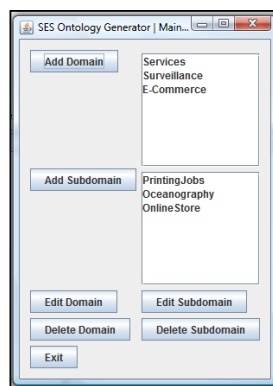 SES Ontology Generator | Main...
Add Domain
Services
Surveillance
E-Commerce
Add Subdomain
PrintingJobs
Oceanography
OnlineStore
Edit Domain Edit Subdomain
Delete Domain Delete Subdomain
Exit